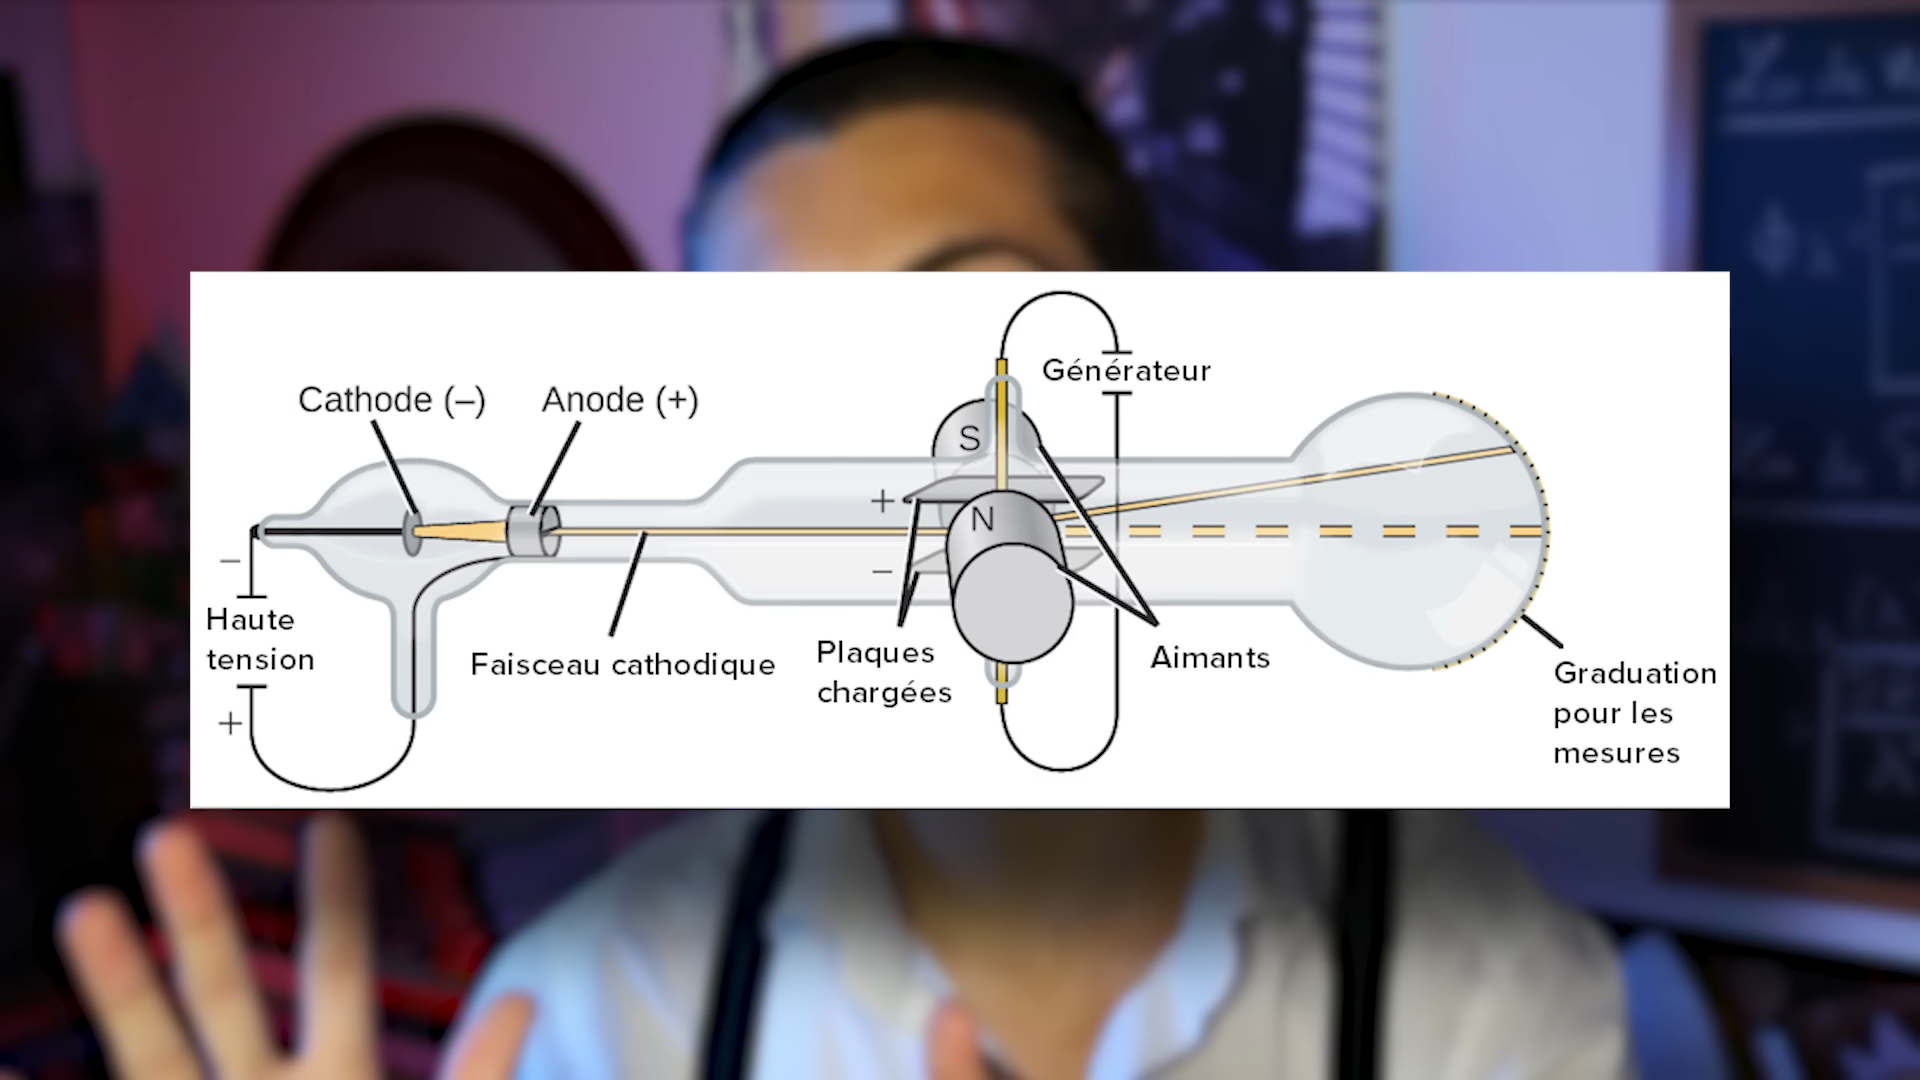 Cathode (–)
Anode (+)
Générateur
S
N
+
–
–
Haute
tension
+
Faisceau cathodique
Plaques
chargées
Aimants
Graduation
pour les
mesures